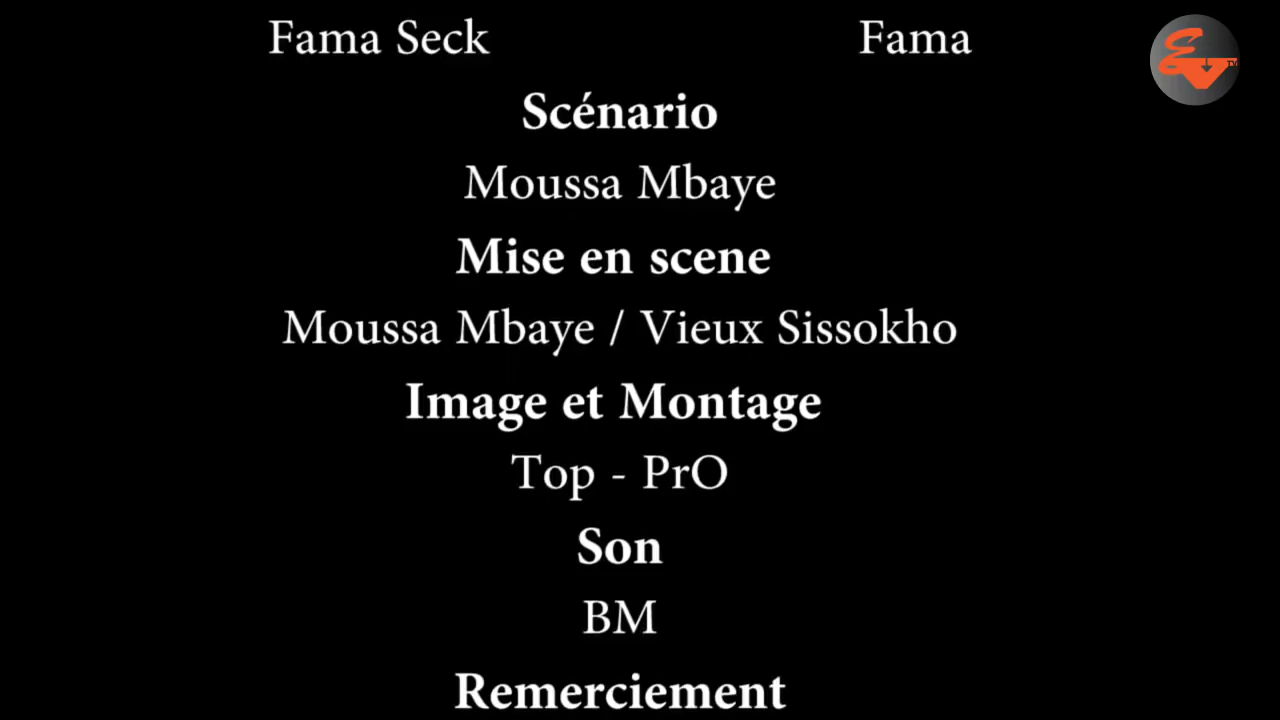 Fama Seck Fama
Scénario
Moussa Mbaye
Mise en scene
Moussa Mbaye / Vieux Sissokho
Image et Montage
Top - PrO
Son
BM
Remerciement